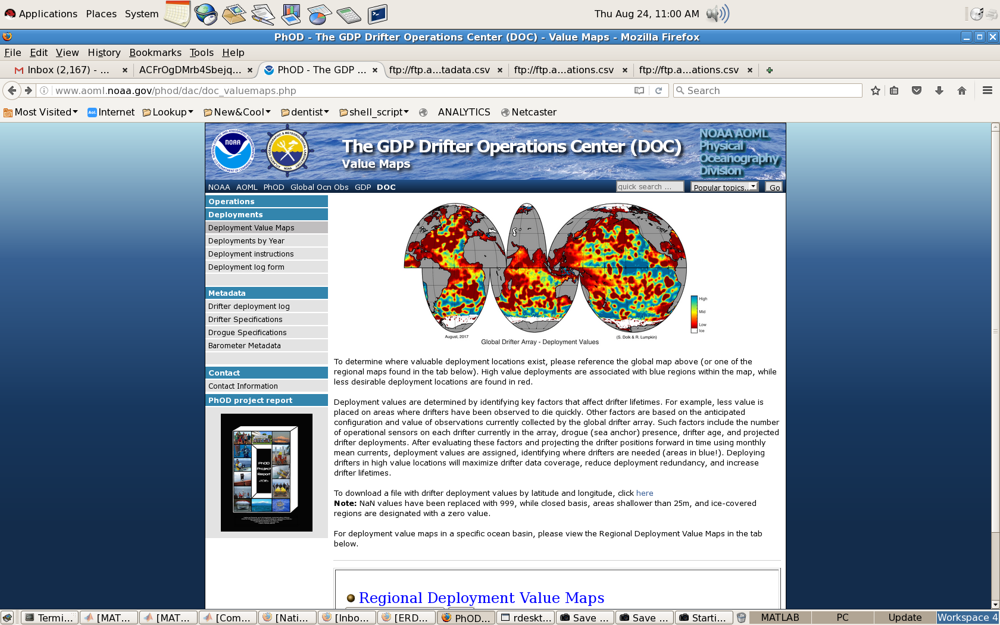 Applications Places System Thu Aug 24, 11:00 AM
PhOD - The GDP Drifter Operations Center (DOC) - Value Maps - Mozilla Firefox
File Edit View History Bookmarks Tools Help
Inbox (2,167) - ... ACFrOgDMrb4Sbejq... PhOD - The GDP ... ftp://ftp.a...tadata.csv ftp://ftp.a...ations.csv ftp://ftp.a...ations.csv
www.aoml.noaa.gov/phod/dac/doc_valuemaps.php Search
Most Visited Aol. Internet Lookup New&Cool dentist shell_script ANALYTICS Netcaster
NOAA
The GDP Drifter Operations Center (DOC)
Value Maps
NOAA AOML
Physical
Oceanography
Division
NOAA AOML PhOD Global Ocn Obs GDP DOC quick search ... Popular topics... Go
Operations
Deployments
Deployment Value Maps
Deployments by Year
Deployment instructions
Deployment log form
Metadata
Drifter deployment log
Drifter Specifications
Drogue Specifications
Barometer Metadata
Contact
Contact Information
PhOD project report
PhOD
Project
Report
High
Mid
Low
Ice
August, 2017
(S. Dolk & R. Lumpkin)
Global Drifter Array - Deployment Values
To determine where valuable deployment locations exist, please reference the global map above (or one of the
regional maps found in the tab below). High value deployments are associated with blue regions within the map, while
less desirable deployment locations are found in red.
Deployment values are determined by identifying key factors that affect drifter lifetimes. For example, less value is
placed on areas where drifters have been observed to die quickly. Other factors are based on the anticipated
configuration and value of observations currently collected by the global drifter array. Such factors include the number
of operational sensors on each drifter currently in the array, drogue (sea anchor) presence, drifter age, and projected
drifter deployments. After evaluating these factors and projecting the drifter positions forward in time using monthly
mean currents, deployment values are assigned, identifying where drifters are needed (areas in blue!). Deploying
drifters in high value locations will maximize drifter data coverage, reduce deployment redundancy, and increase
drifter lifetimes.
To download a file with drifter deployment values by latitude and longitude, click here
Note: NaN values have been replaced with 999, while closed basis, areas shallower than 25m, and ice-covered
regions are designated with a zero value.
For deployment value maps in a specific ocean basin, please view the Regional Deployment Value Maps in the tab
below.
Regional Deployment Value Maps
Termi... [MAT... [MAT... [Com... [Nati... [Inbo... [ERD... PhOD... rdeskt... Save ... Save ... Starti... MATLAB PC Update Workspace 4